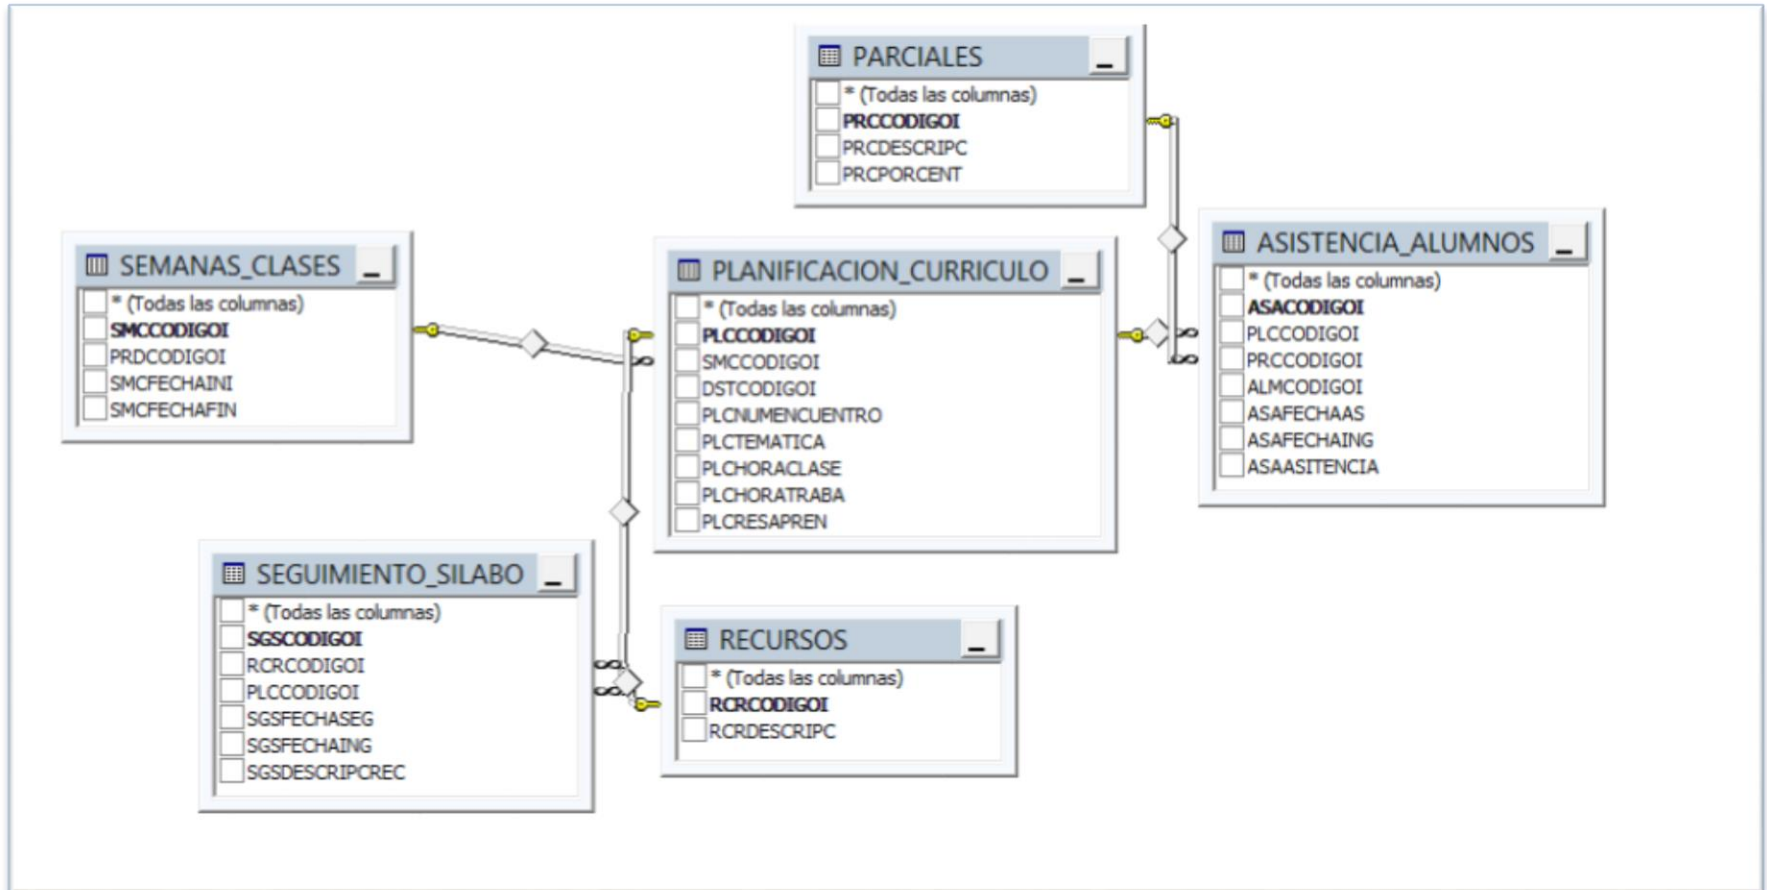 PARCIALES
* (Todas las columnas)
PRCCODIGOI
PRCDESCRIPC
PRCPORCENT
SEMANAS_CLASES
* (Todas las columnas)
SMCCODIGOI
PRDCODIGOI
SMCFECHAINI
SMCFECHAFIN
PLANIFICACION_CURRICULO
* (Todas las columnas)
PLCCODIGOI
SMCCODIGOI
DSTCODIGOI
PLCNUMENCUENTRO
PLCTEMATICA
PLCHORACLASE
PLCHORATRABA
PLCRESAPREN
ASISTENCIA_ALUMNOS
* (Todas las columnas)
ASACODIGOI
PLCCODIGOI
PRCCODIGOI
ALMCODIGOI
ASAFECHAAS
ASAFECHAING
ASAASITENCIA
SEGUIMIENTO_SILABO
* (Todas las columnas)
SGSCODIGOI
RCRCODIGOI
PLCCODIGOI
SGSFECHASEG
SGSFECHAING
SGSDESCRIPCREC
RECURSOS
* (Todas las columnas)
RCRCODIGOI
RCRDESCRIPC